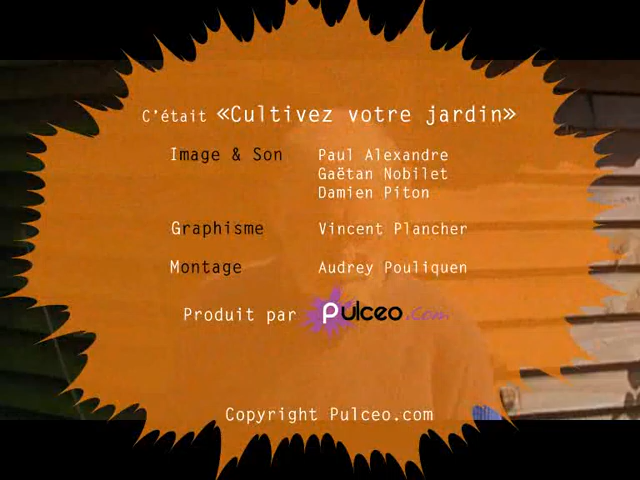 C'était «Cultivez votre jardin»
Image & Son Paul Alexandre
Gaëtan Nobilet
Damien Piton
Graphisme Vincent Plancher
Montage Audrey Pouliquen
Produit par Pulceo.com
Copyright Pulceo.com